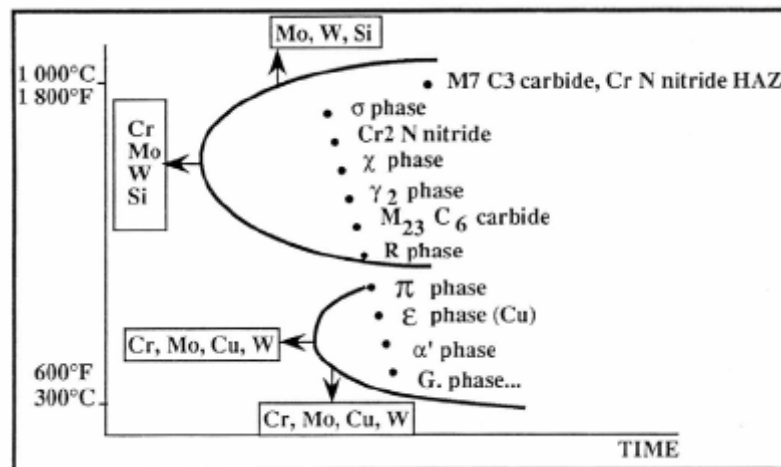 Mo, W, Si
1 000°C
1 800°F
M7 C3 carbide, Cr N nitride HAZ
σ phase
Cr2 N nitride
χ phase
γ2 phase
M23 C6 carbide
R phase
Cr
Mo
W
Si
π phase
ε phase (Cu)
α' phase
G. phase...
Cr, Mo, Cu, W
600°F
300°C
Cr, Mo, Cu, W
TIME